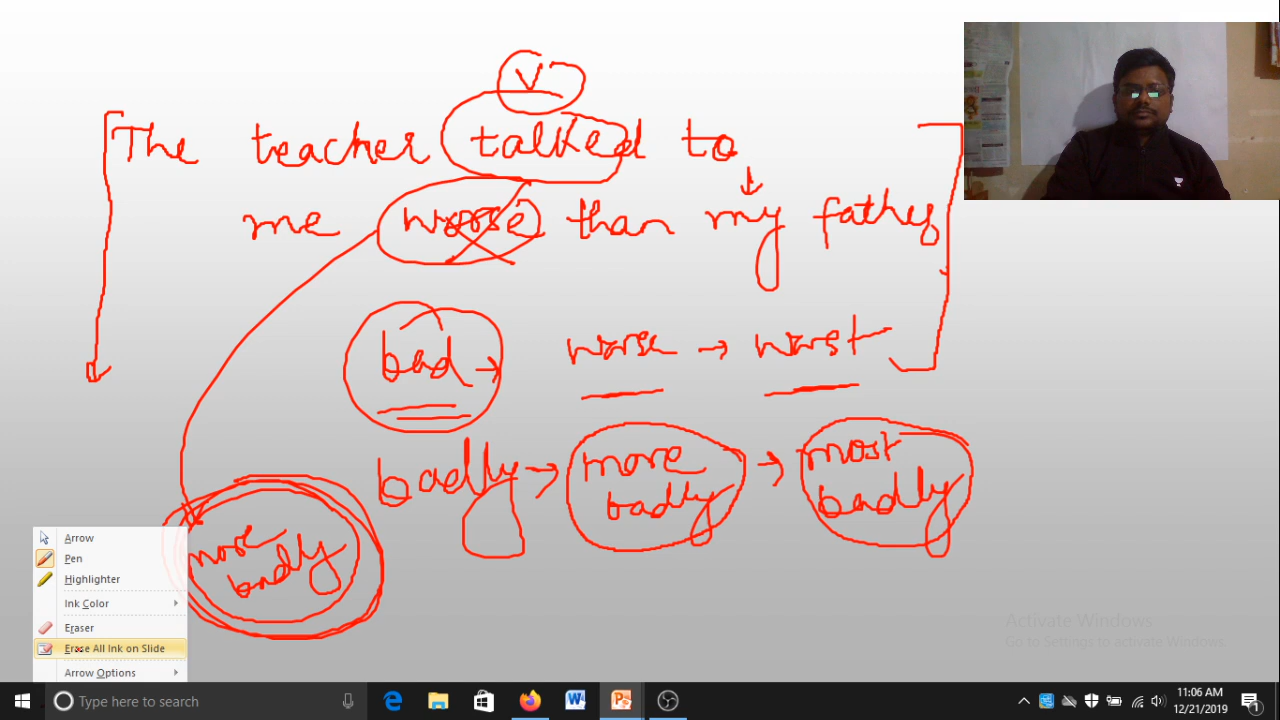 V
The teacher talked to
me worse than my father
bad → worse → worst
badly → more badly → most badly
more badly
Arrow
Pen
Highlighter
Ink Color
Eraser
Erase All Ink on Slide
Arrow Options
Activate Windows
Go to Settings to activate Windows
Type here to search
11:06 AM
12/21/2019